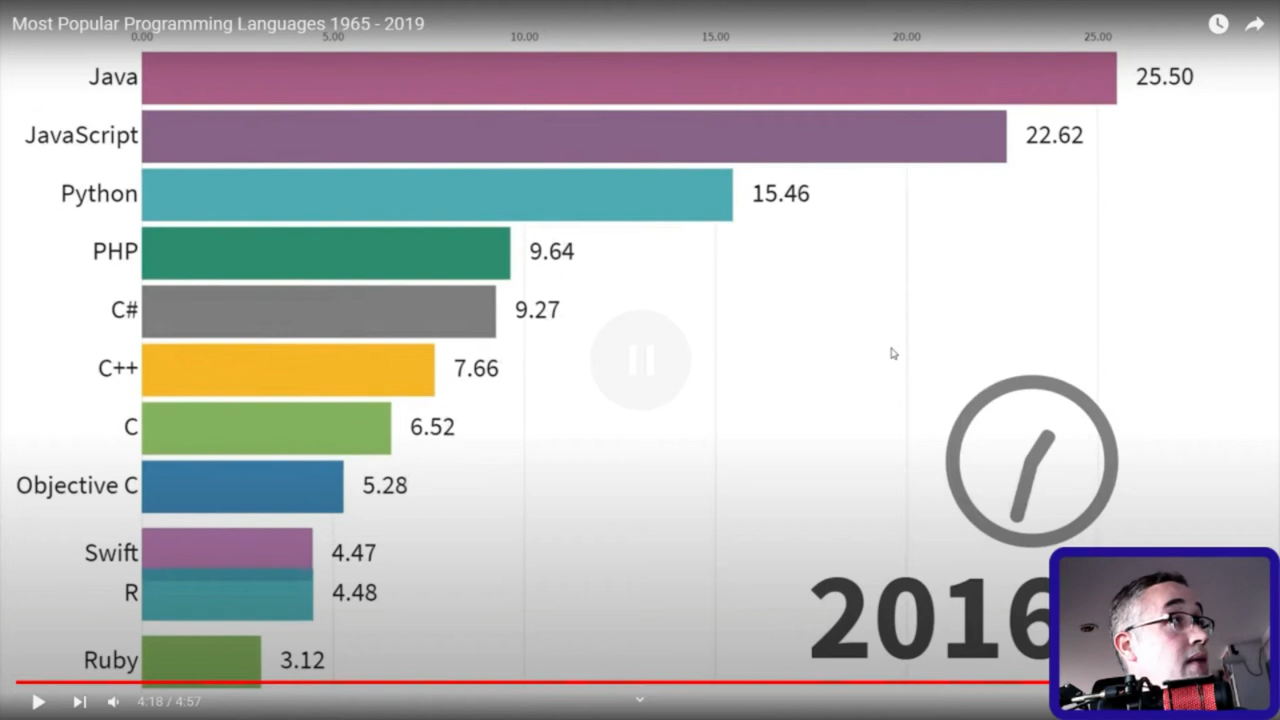 Most Popular Programming Languages 1965 - 2019
0.00 5.00 10.00 15.00 20.00 25.00
Java 25.50
JavaScript 22.62
Python 15.46
PHP 9.64
C# 9.27
C++ 7.66
C 6.52
Objective C 5.28
Swift 4.47
R 4.48
Ruby 3.12
2016
4:18 / 4:57